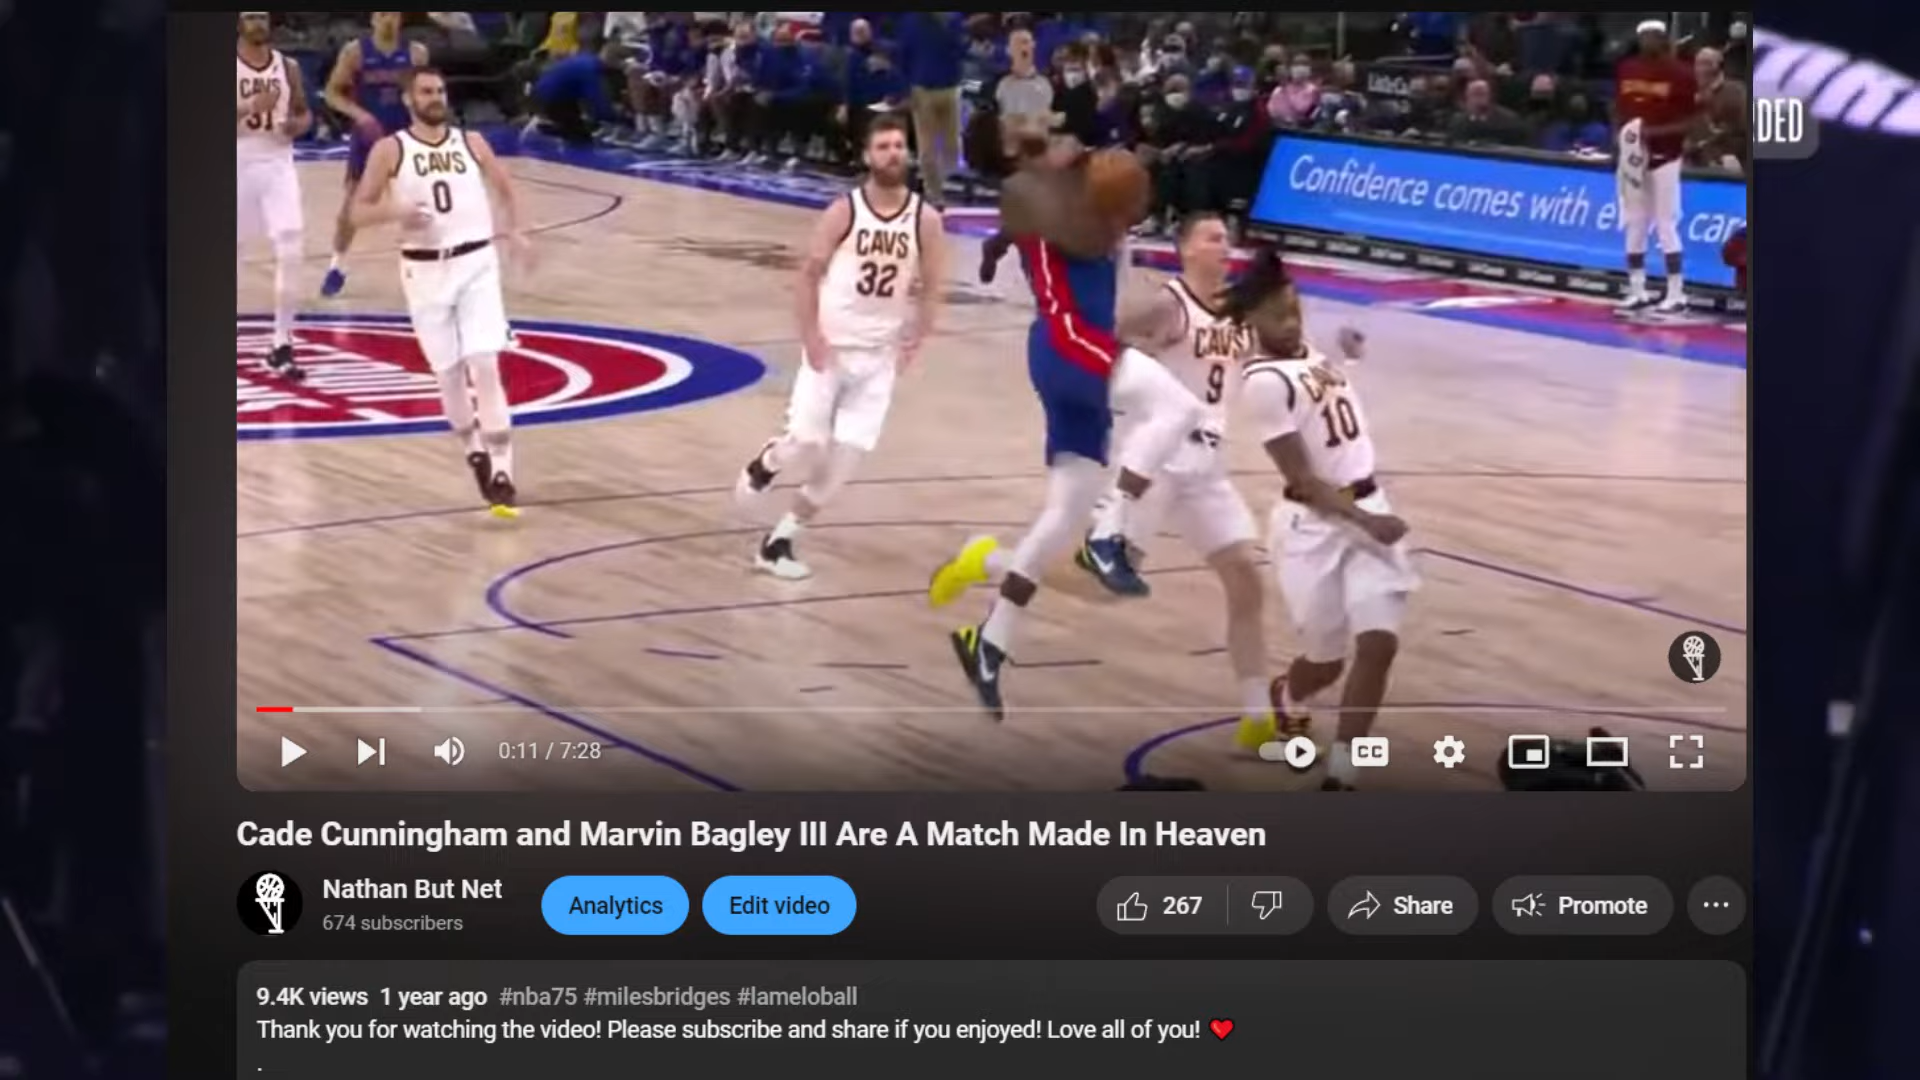 DED
CAVS
31
CAVS
0
CAVS
32
CAVS
9
10
Confidence comes with
0:11 / 7:28
CC
Cade Cunningham and Marvin Bagley III Are A Match Made In Heaven
Nathan But Net
674 subscribers
Analytics
Edit video
267
Share
Promote
9.4K views 1 year ago #nba75 #milesbridges #lameloball
Thank you for watching the video! Please subscribe and share if you enjoyed! Love all of you! ❤️
.